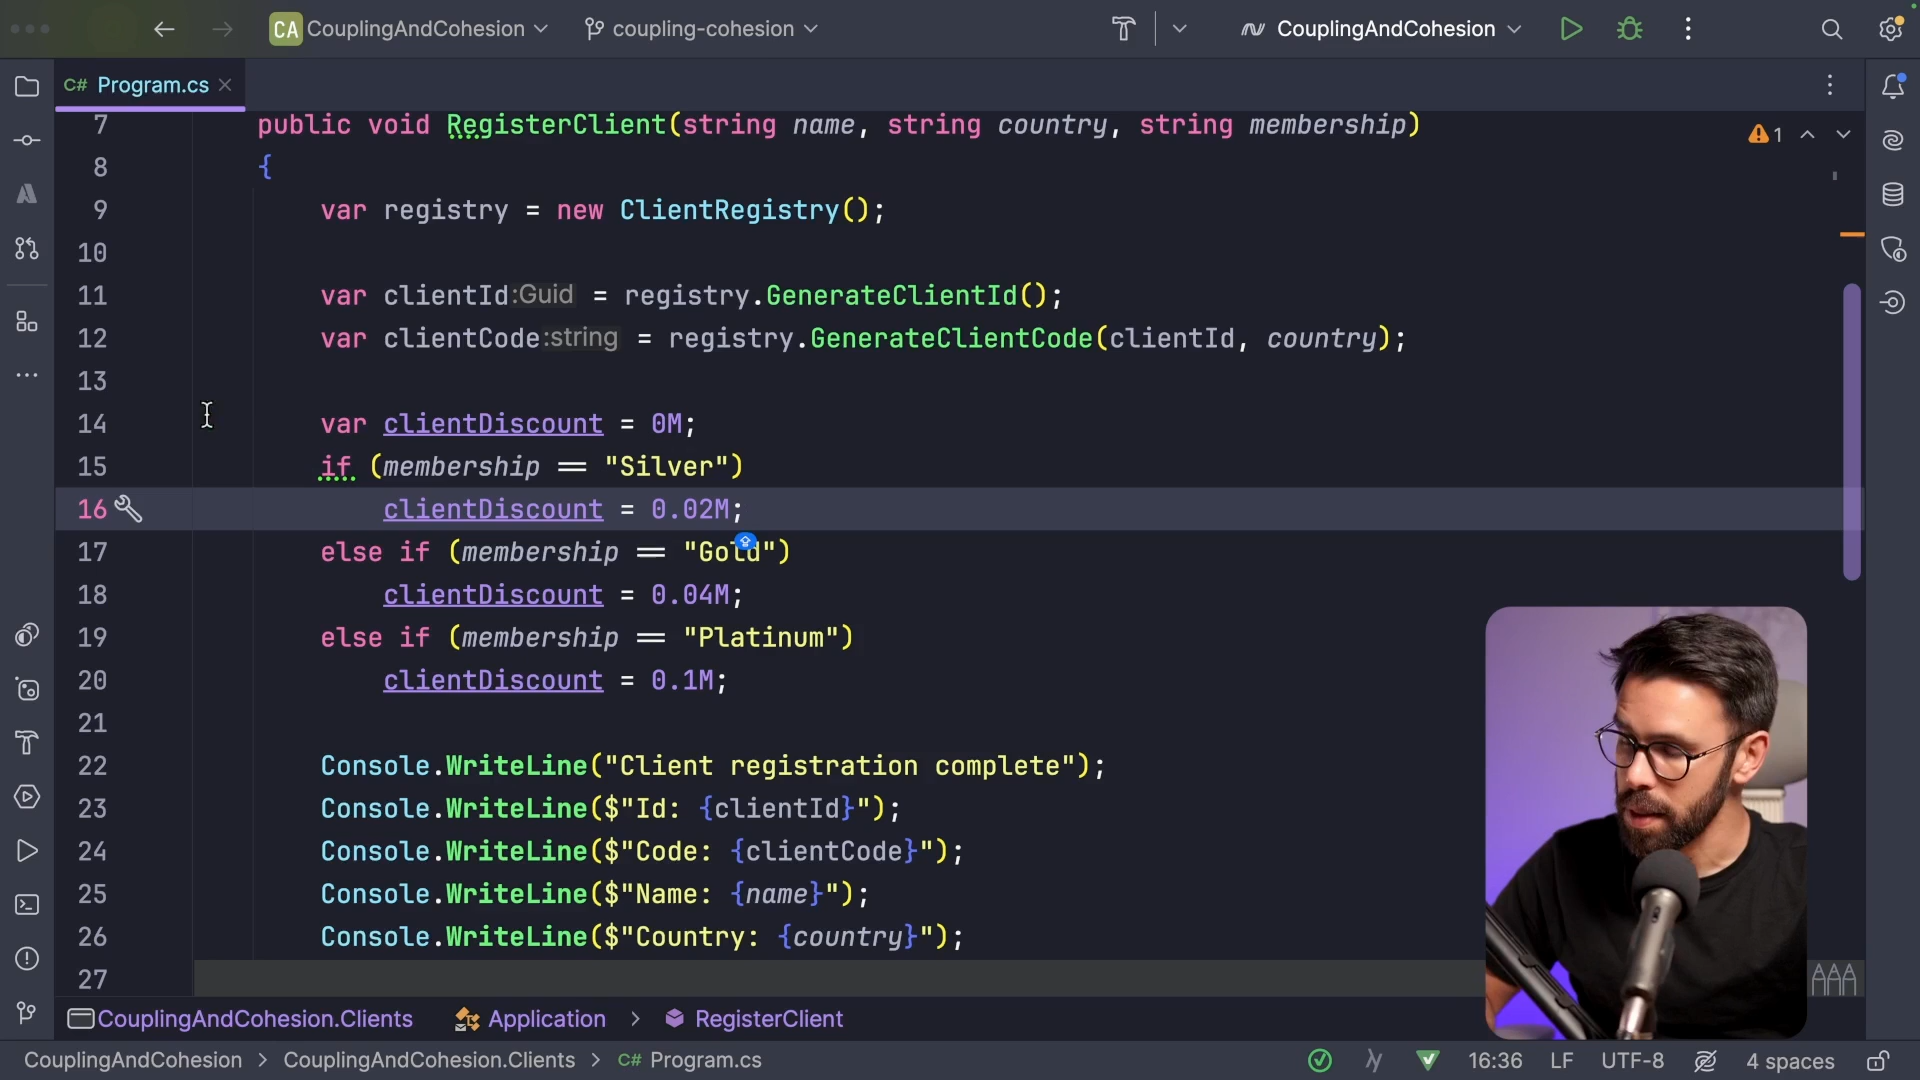 CA CouplingAndCohesion coupling-cohesion CouplingAndCohesion
C# Program.cs
7 public void RegisterClient(string name, string country, string membership)
1
8 {
9 var registry = new ClientRegistry();
10
11 var clientId:Guid = registry.GenerateClientId();
12 var clientCode:string = registry.GenerateClientCode(clientId, country);
13
14 var clientDiscount = 0M;
15 if (membership == "Silver")
16 clientDiscount = 0.02M;
17 else if (membership == "Gold")
18 clientDiscount = 0.04M;
19 else if (membership == "Platinum")
20 clientDiscount = 0.1M;
21
22 Console.WriteLine("Client registration complete");
23 Console.WriteLine($"Id: {clientId}");
24 Console.WriteLine($"Code: {clientCode}");
25 Console.WriteLine($"Name: {name}");
26 Console.WriteLine($"Country: {country}");
27
CouplingAndCohesion.Clients Application > RegisterClient
CouplingAndCohesion > CouplingAndCohesion.Clients > C# Program.cs 16:36 LF UTF-8 4 spaces